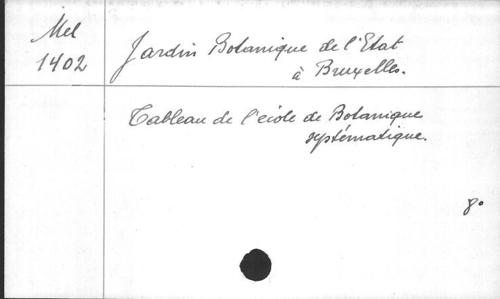 Mel
1402
Jardin Botanique de l'Etat
à Bruxelles.
Tableau de l'école de Botanique
systématique.
8°